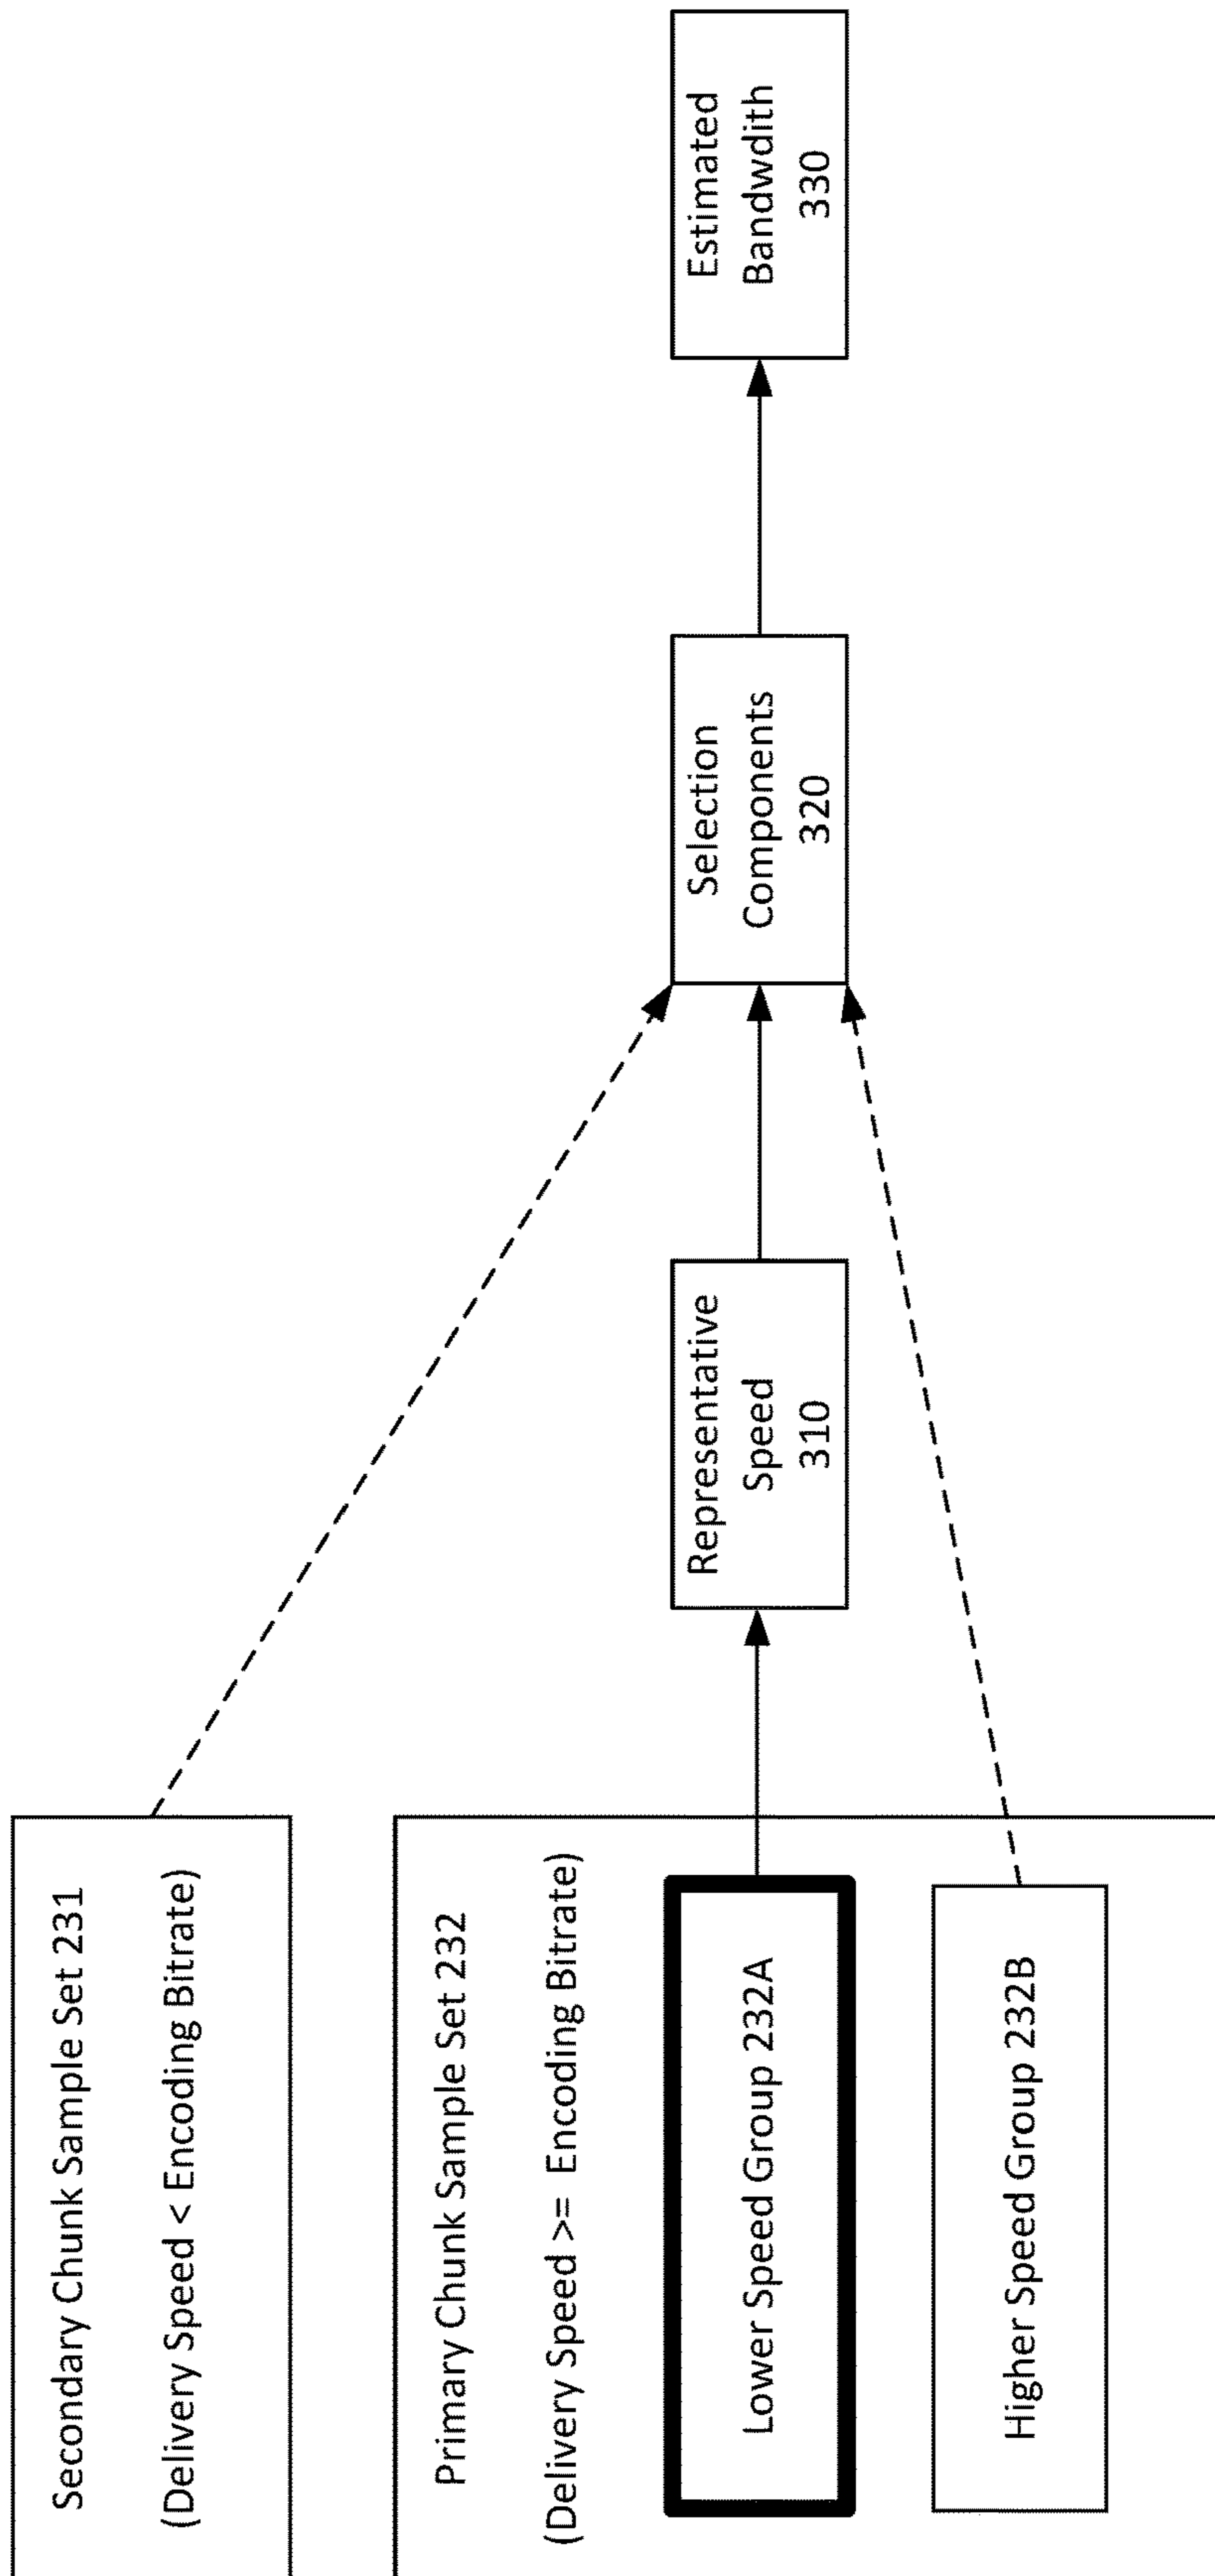 Secondary Chunk Sample Set 231
(Delivery Speed < Encoding Bitrate)
Primary Chunk Sample Set 232
(Delivery Speed >= Encoding Bitrate)
Lower Speed Group 232A
Higher Speed Group 232B
Representative
Speed
310
Selection
Components
320
Estimated
Bandwdith
330